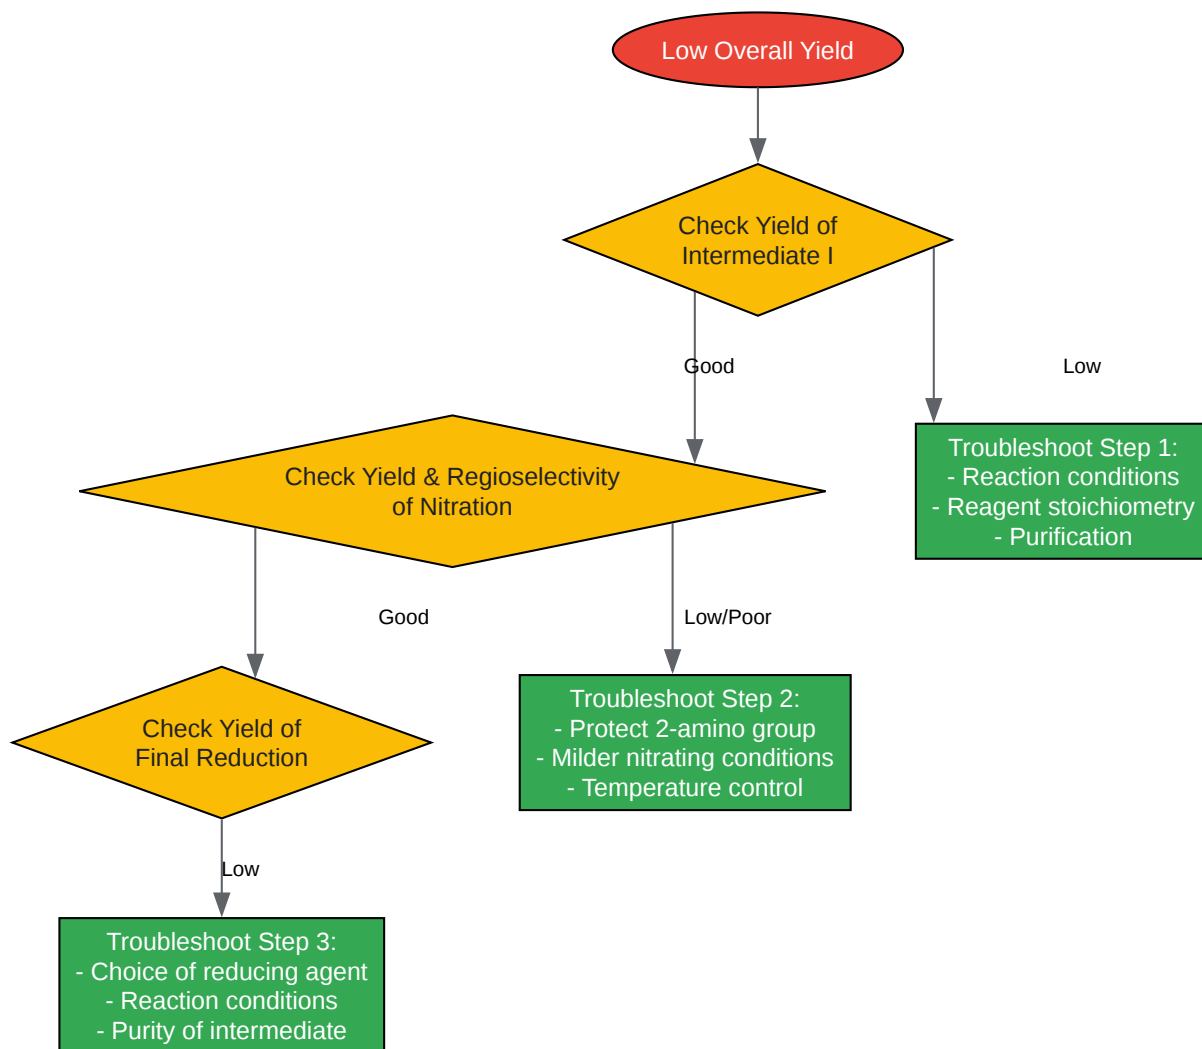 Low Overall Yield
Check Yield of
Intermediate I
Good
Low
Check Yield & Regioselectivity
of Nitration
Troubleshoot Step 1:
- Reaction conditions
- Reagent stoichiometry
- Purification
Good
Low/Poor
Check Yield of
Final Reduction
Troubleshoot Step 2:
- Protect 2-amino group
- Milder nitrating conditions
- Temperature control
Low
Troubleshoot Step 3:
- Choice of reducing agent
- Reaction conditions
- Purity of intermediate